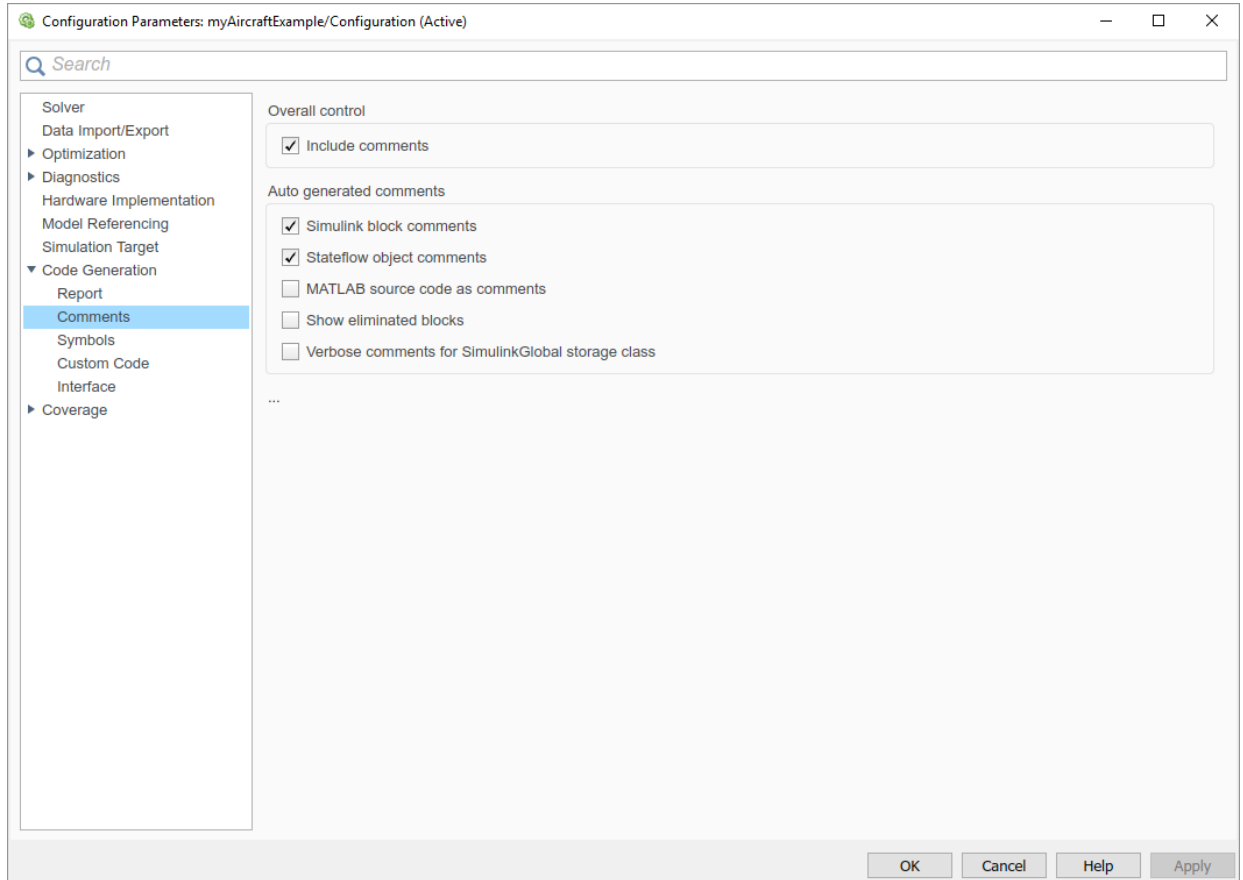 Configuration Parameters: myAircraftExample/Configuration (Active)
Search
Solver
Data Import/Export
Optimization
Diagnostics
Hardware Implementation
Model Referencing
Simulation Target
Code Generation
Report
Comments
Symbols
Custom Code
Interface
Coverage
Overall control
Include comments
Auto generated comments
Simulink block comments
Stateflow object comments
MATLAB source code as comments
Show eliminated blocks
Verbose comments for SimulinkGlobal storage class
...
OK Cancel Help Apply